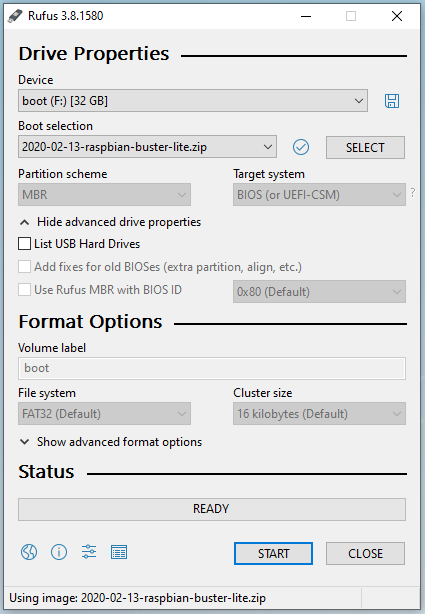 Rufus 3.8.1580
Drive Properties
Device
boot (F:) [32 GB]
Boot selection
2020-02-13-raspbian-buster-lite.zip
SELECT
Partition scheme
Target system
MBR
BIOS (or UEFI-CSM)
?
Hide advanced drive properties
List USB Hard Drives
Add fixes for old BIOSes (extra partition, align, etc.)
Use Rufus MBR with BIOS ID
0x80 (Default)
Format Options
Volume label
boot
File system
Cluster size
FAT32 (Default)
16 kilobytes (Default)
Show advanced format options
Status
READY
START
CLOSE
Using image: 2020-02-13-raspbian-buster-lite.zip